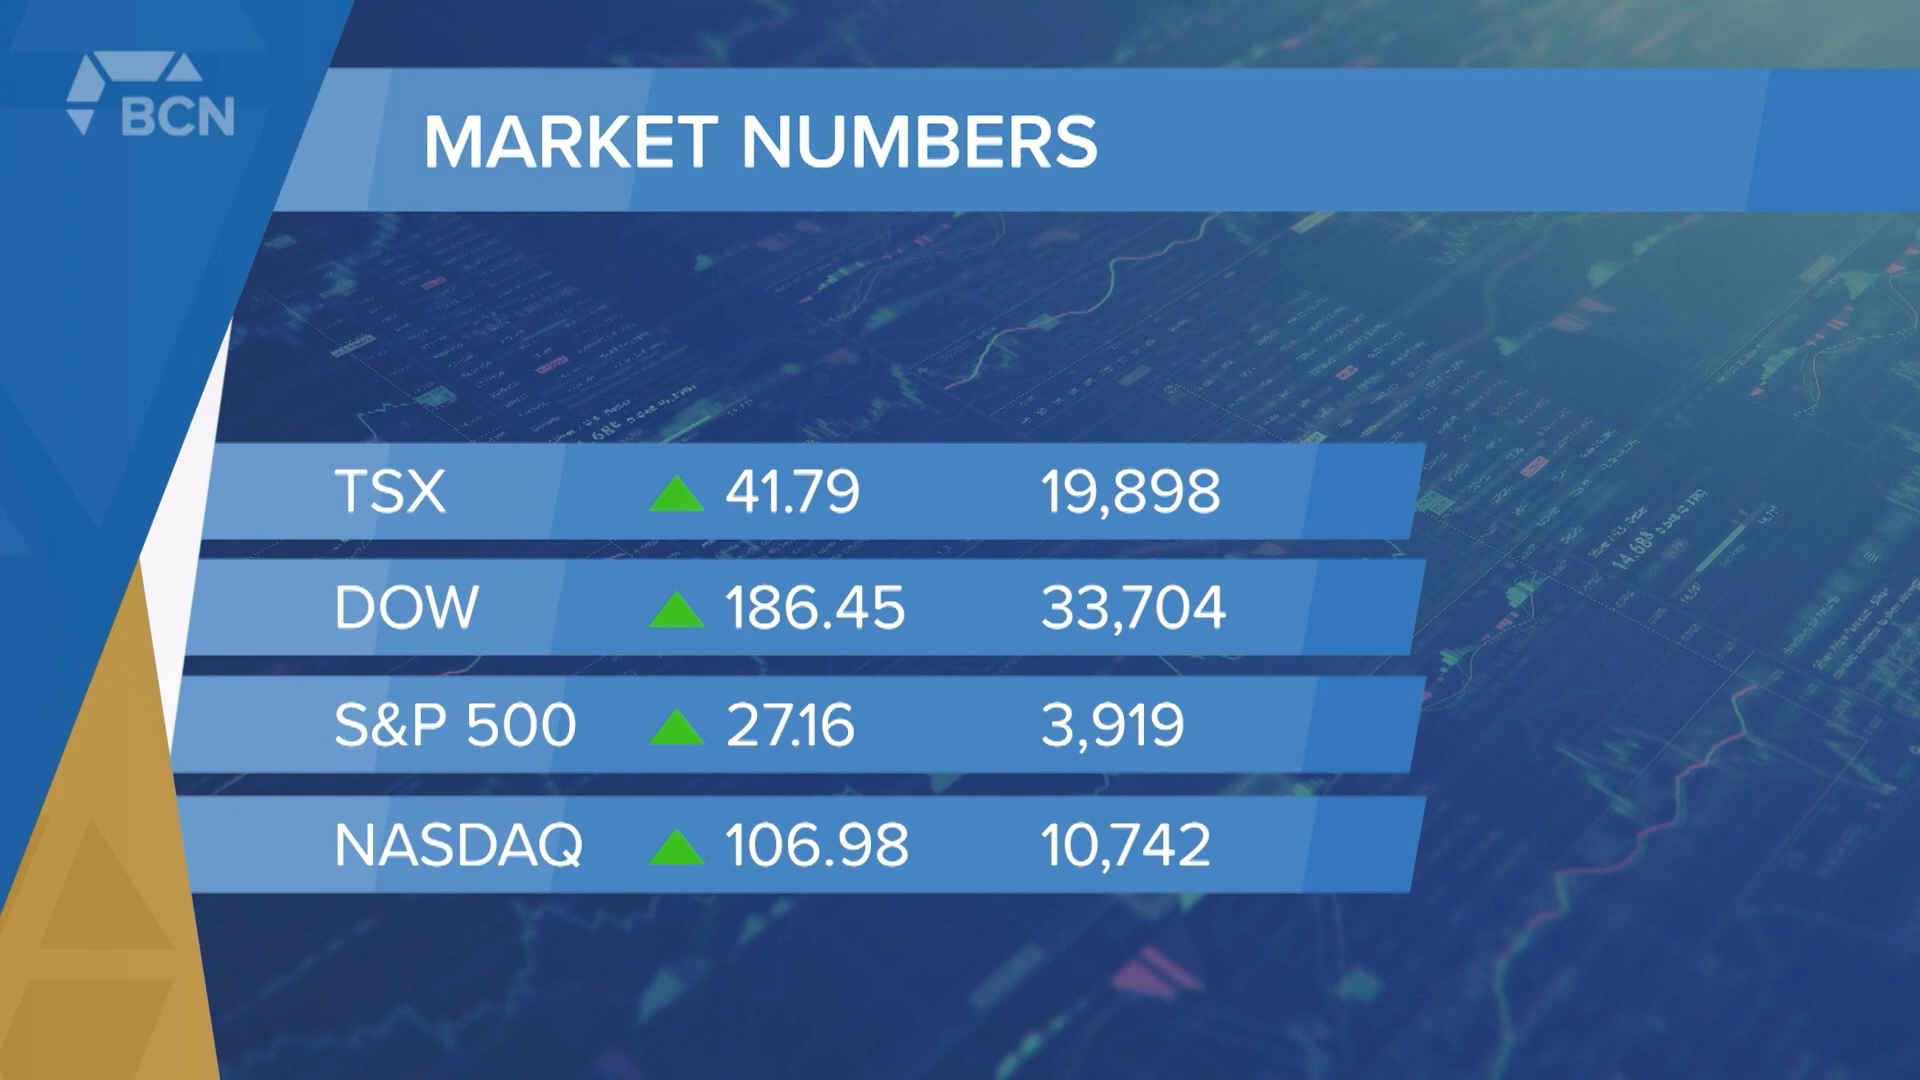 BCN
MARKET NUMBERS
TSX 41.79 19,898
DOW 186.45 33,704
S&P 500 27.16 3,919
NASDAQ 106.98 10,742